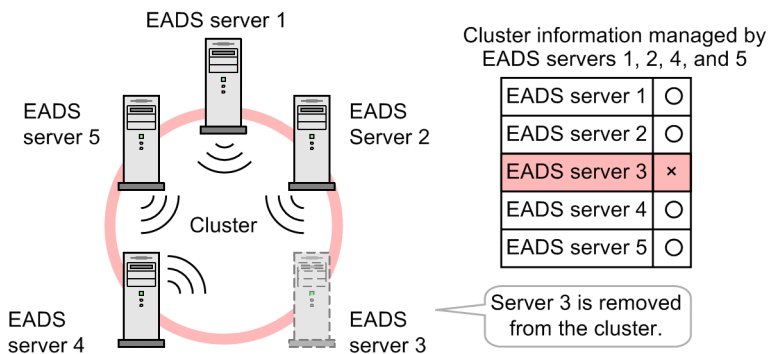 EADS server 1
EADS
server 5
EADS
Server 2
Cluster
EADS
server 4
EADS
server 3
Cluster information managed by
EADS servers 1, 2, 4, and 5
EADS server 1 ○
EADS server 2 ○
EADS server 3 ×
EADS server 4 ○
EADS server 5 ○
Server 3 is removed
from the cluster.